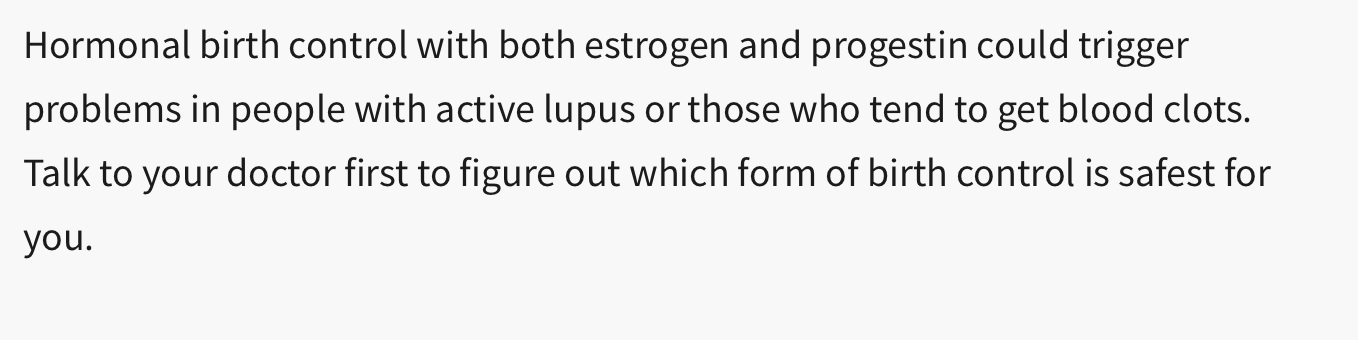 Hormonal birth control with both estrogen and progestin could trigger
problems in people with active lupus or those who tend to get blood clots.
Talk to your doctor first to figure out which form of birth control is safest for
you.